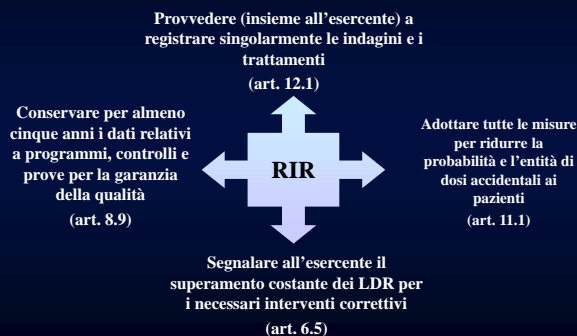 Provvedere (insieme all'esercente) a
registrare singolarmente le indagini e i
trattamenti
(art. 12.1)
Conservare per almeno
cinque anni i dati relativi
a programmi, controlli e
prove per la garanzia
della qualità
(art. 8.9)
RIR
Adottare tutte le misure
per ridurre la
probabilità e l'entità di
dosi accidentali ai
pazienti
(art. 11.1)
Segnalare all'esercente il
superamento costante dei LDR per
i necessari interventi correttivi
(art. 6.5)